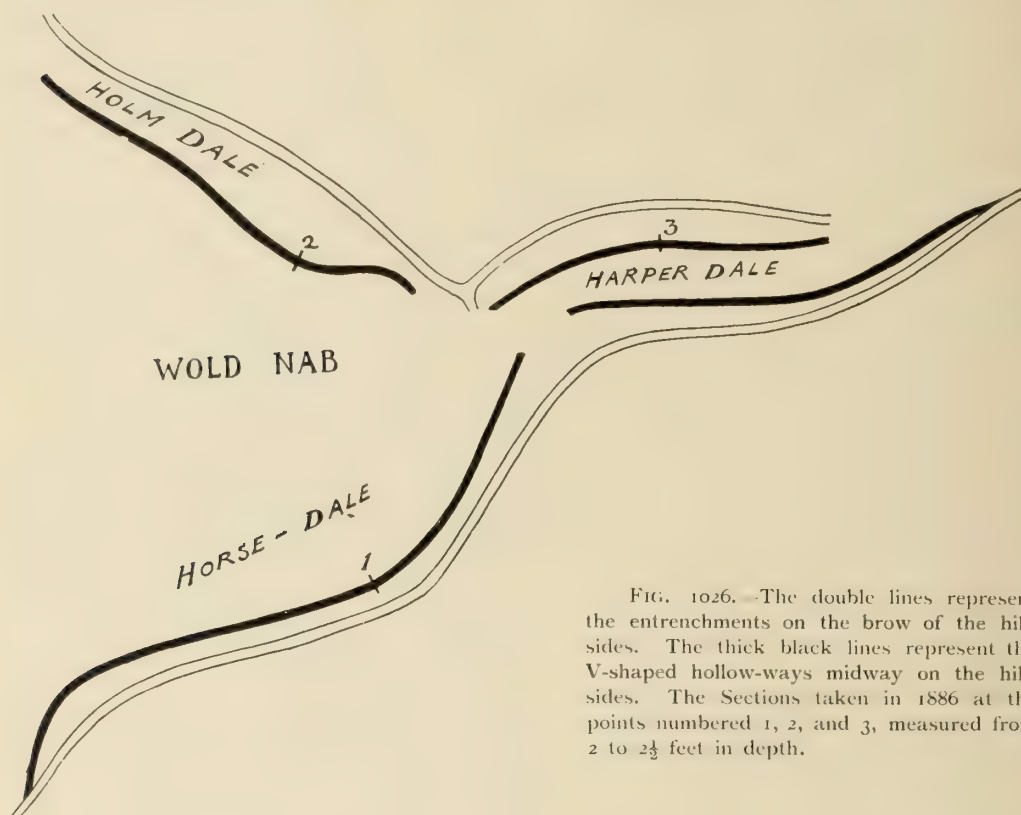 HOLM DALE
2
3
HARPER DALE
WOLD NAB
HORSE - DALE
1
FIG. 1026. The double lines represen
the entrenchments on the brow of the hil
sides. The thick black lines represent th
V-shaped hollow-ways midway on the hil
sides. The Sections taken in 1886 at th
points numbered 1, 2, and 3, measured fro
2 to 2½ feet in depth.